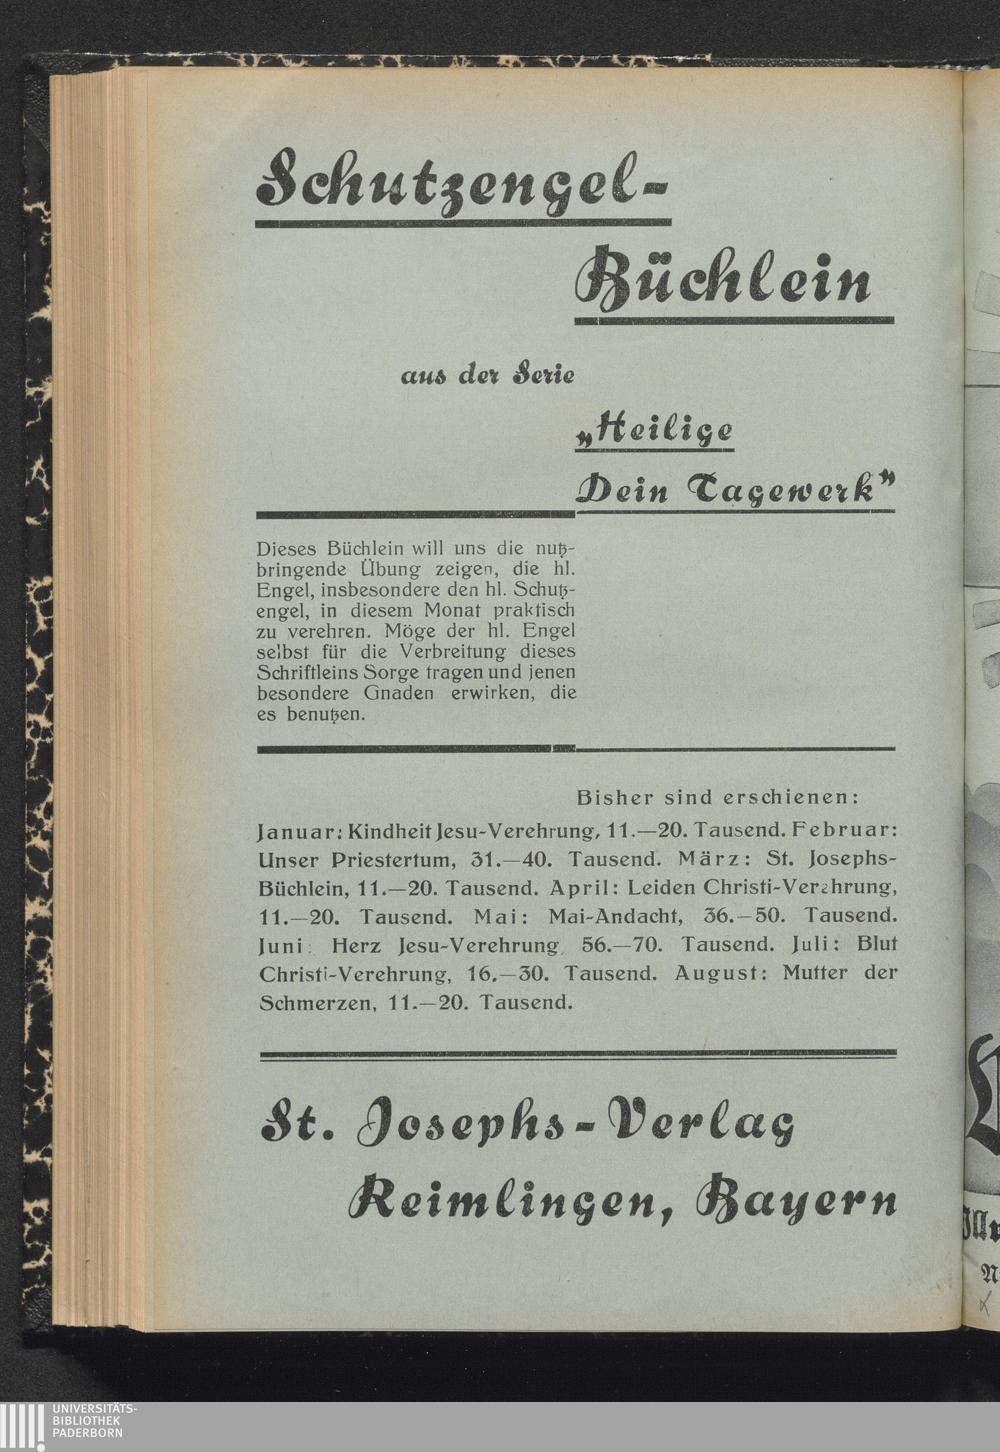 Schutzengel-
Büchlein
aus der Serie
„Heilige
Dein Tagewerk”
Dieses Büchlein will uns die nutz-
bringende Übung zeigen, die hl.
Engel, insbesondere den hl. Schutz-
engel, in diesem Monat praktisch
zu verehren. Möge der hl. Engel
selbst für die Verbreitung dieses
Schriftleins Sorge tragen und jenen
besondere Gnaden erwirken, die
es benutzen.
Bisher sind erschienen:
Januar: Kindheit Jesu-Verehrung, 11.—20. Tausend. Februar:
Unser Priestertum, 31.—40. Tausend. März: St. Josephs-
Büchlein, 11.—20. Tausend. April: Leiden Christi-Verehrung,
11.—20. Tausend. Mai: Mai-Andacht, 36.—50. Tausend.
Juni: Herz Jesu-Verehrung, 56.—70. Tausend. Juli: Blut
Christi-Verehrung, 16.—30. Tausend. August: Mutter der
Schmerzen, 11.—20. Tausend.
St. Josephs-Verlag
Reimlingen, Bayern
UNIVERSITÄTS-
BIBLIOTHEK
PADERBORN